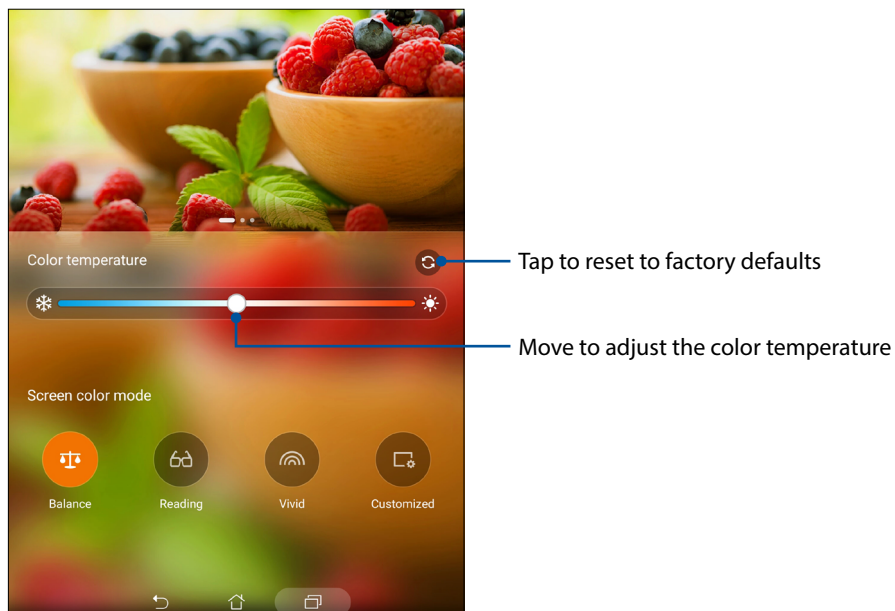 Color temperature
Tap to reset to factory defaults
Move to adjust the color temperature
Screen color mode
Balance
Reading
Vivid
Customized